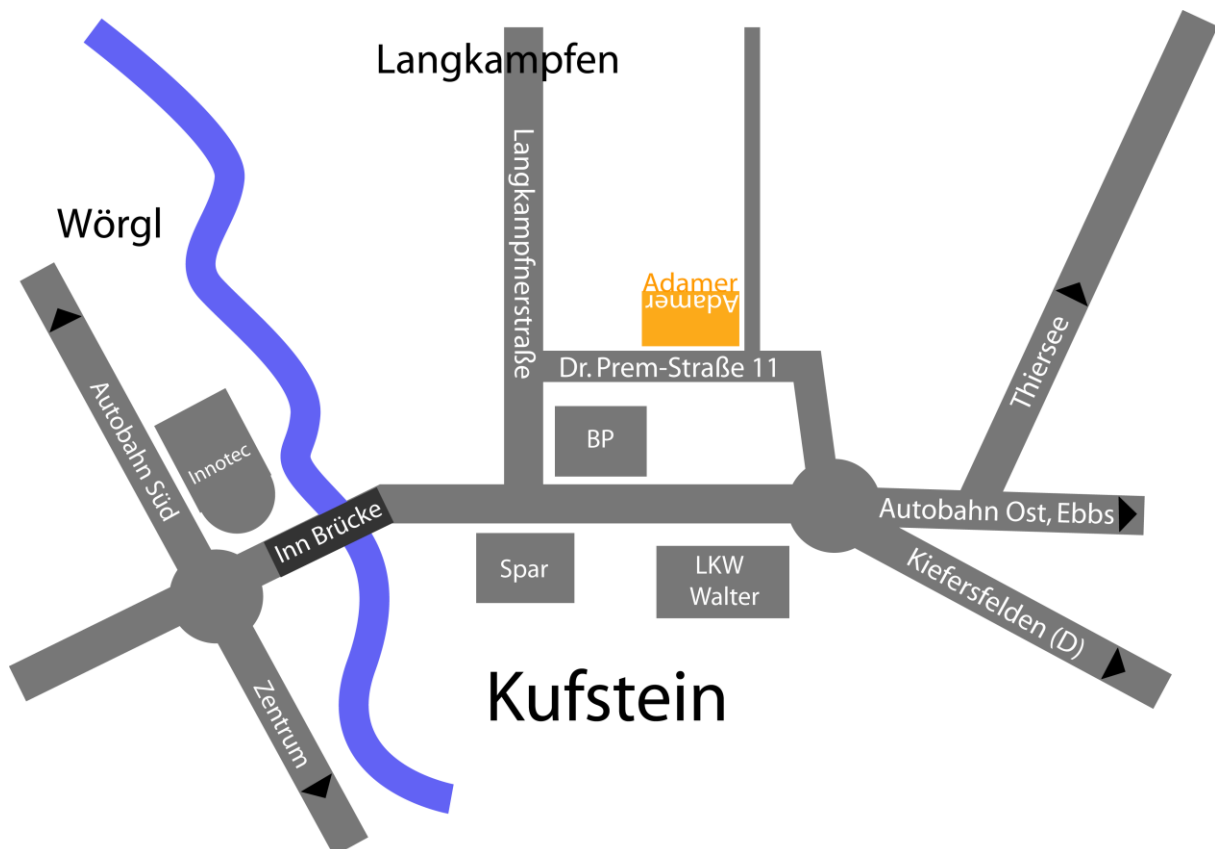 Langkampfen
Langkampfnerstraße
Wörgl
Adamer
Adamer
Thiersee
Dr. Prem-Straße 11
Autobahn Süd
BP
Innotec
Inn Brücke
Autobahn Ost, Ebbs
Spar
LKW
Walter
Kiefersfelden (D)
Zentrum
Kufstein